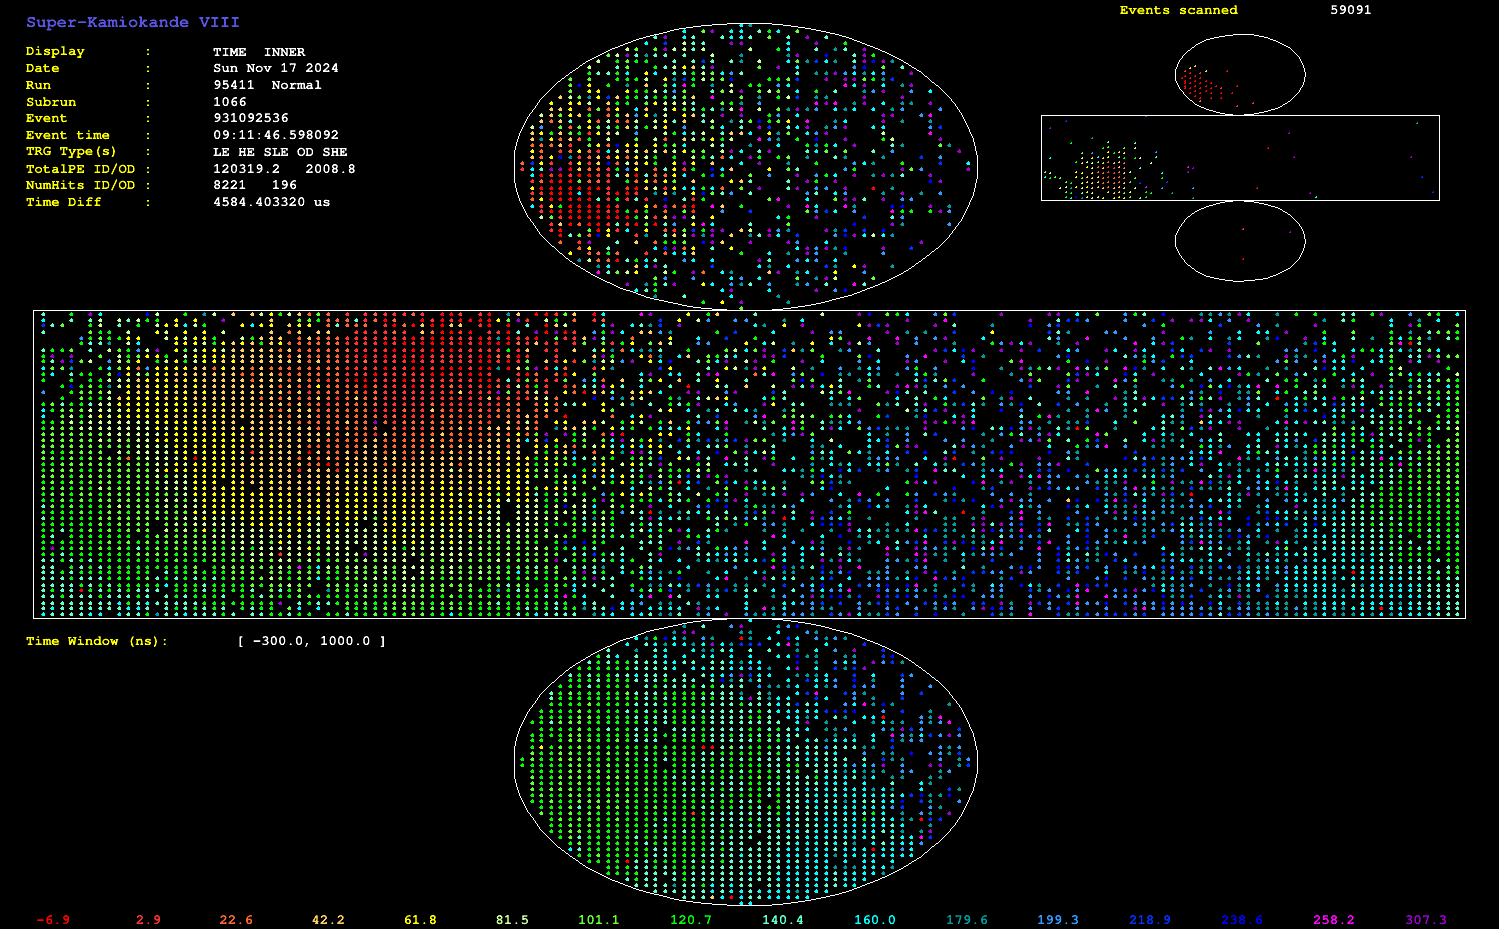 Super-Kamiokande VIII
Events scanned 59091
Display : TIME INNER
Date : Sun Nov 17 2024
Run : 95411 Normal
Subrun : 1066
Event : 931092536
Event time : 09:11:46.598092
TRG Type(s) : LE HE SLE OD SHE
TotalPE ID/OD : 120319.2 2008.8
NumHits ID/OD : 8221 196
Time Diff : 4584.403320 us
Time Window (ns): [ -300.0, 1000.0 ]
-6.9 2.9 22.6 42.2 61.8 81.5 101.1 120.7 140.4 160.0 179.6 199.3 218.9 238.6 258.2 307.3